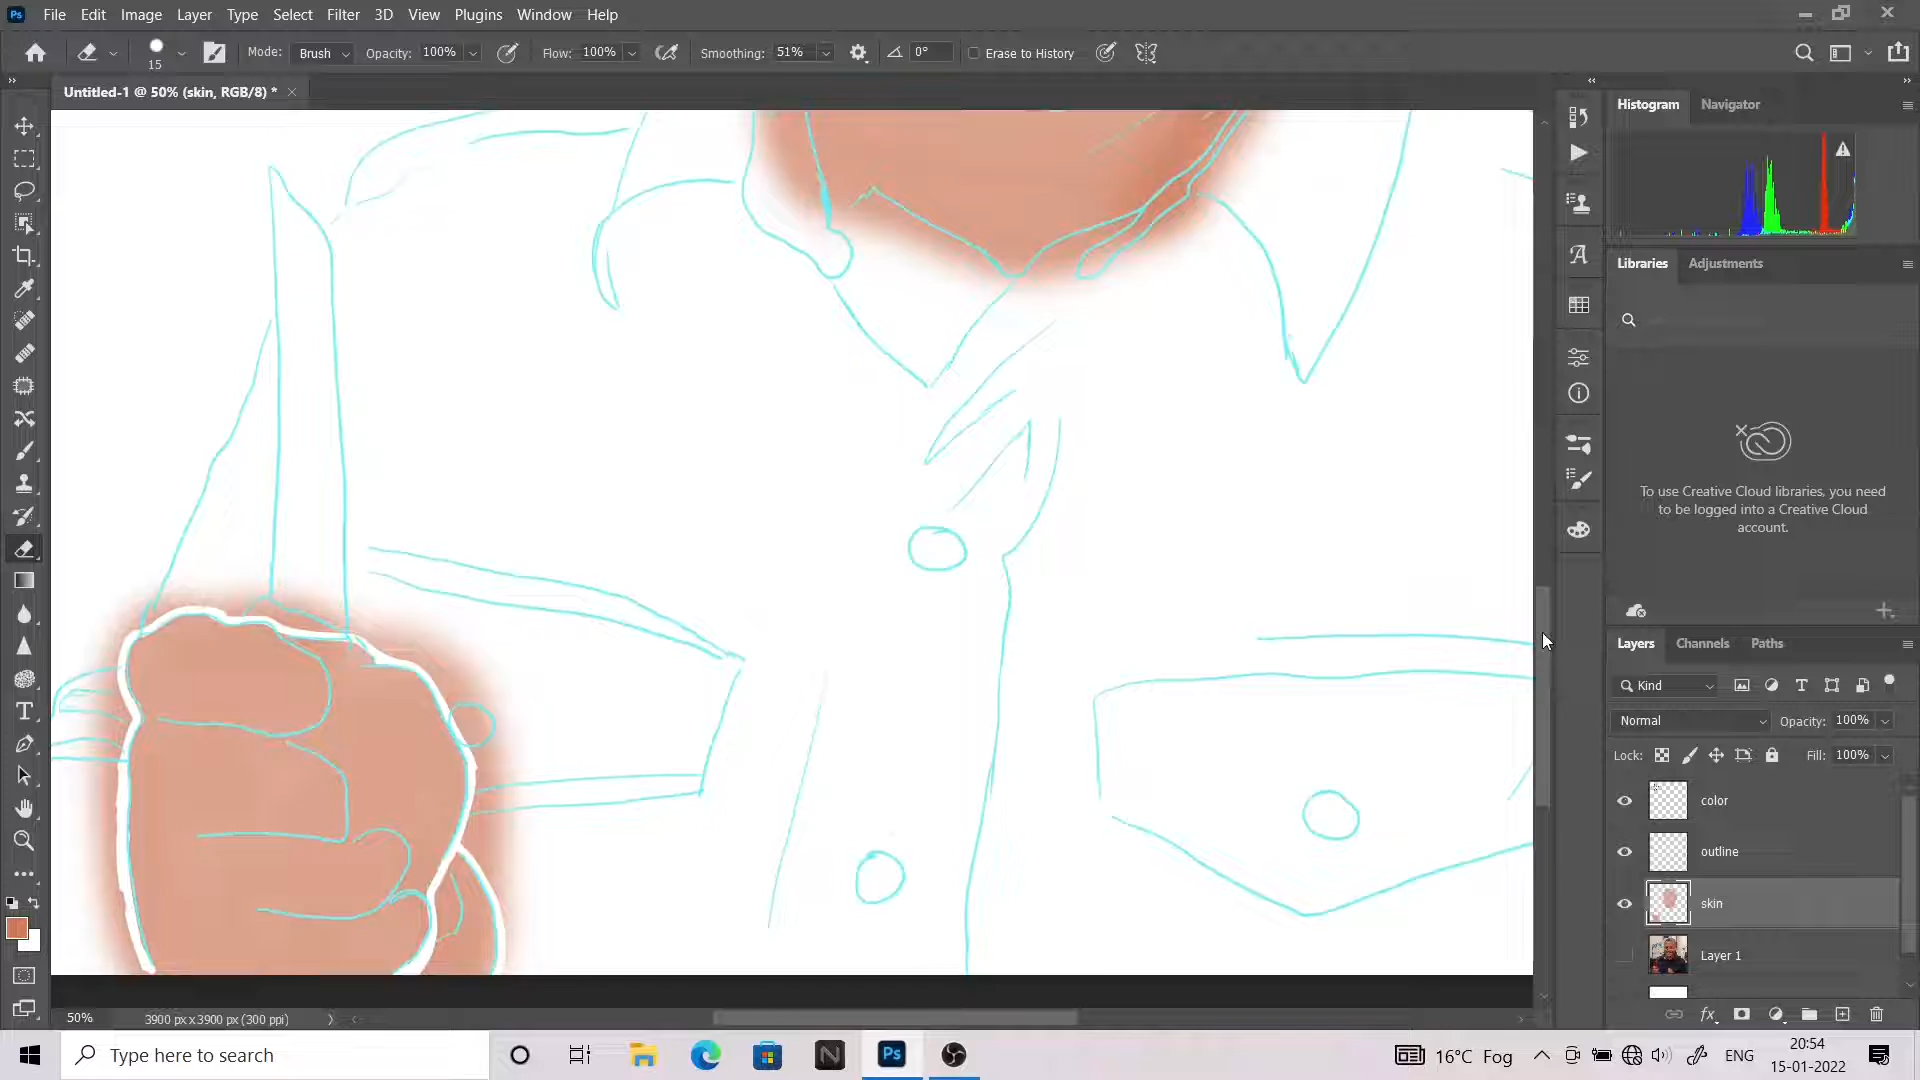 Ps File Edit Image Layer Type Select Filter 3D View Plugins Window Help
15 Mode: Brush Opacity: 100% Flow: 100% Smoothing: 51% 0° Erase to History
Untitled-1 @ 50% (skin, RGB/8) *
Histogram Navigator
Libraries Adjustments
To use Creative Cloud libraries, you need
to be logged into a Creative Cloud
account.
Layers Channels Paths
Kind
Normal Opacity: 100%
Lock: Fill: 100%
color
outline
skin
Layer 1
50% 3900 px x 3900 px (300 ppi)
Type here to search
Ps
16°C Fog
ENG
20:54
15-01-2022